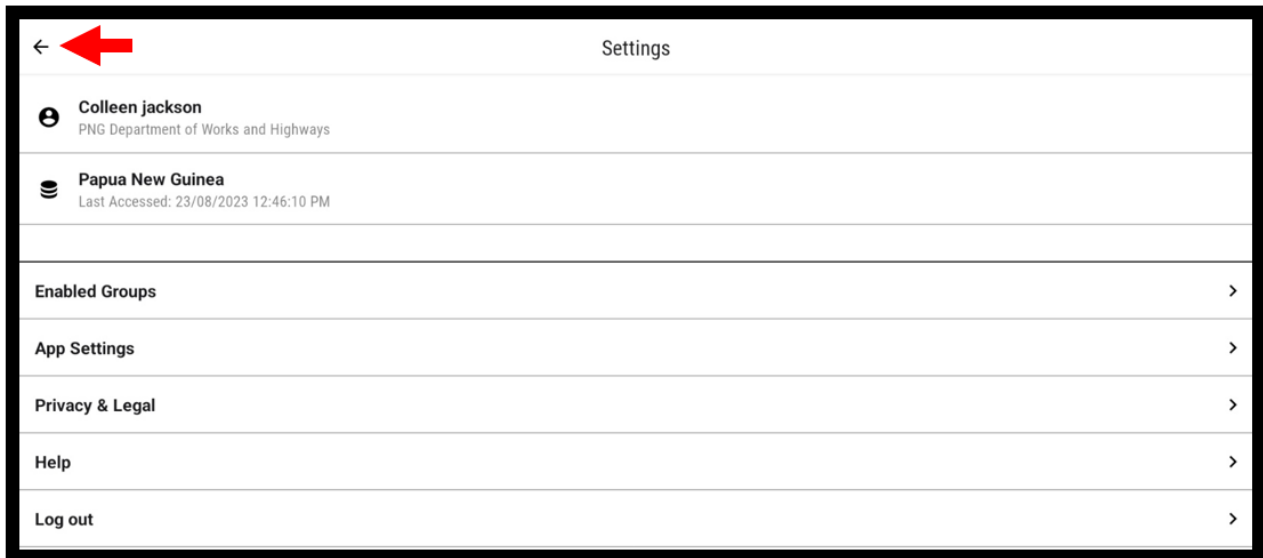 Settings
Colleen jackson
PNG Department of Works and Highways
Papua New Guinea
Last Accessed: 23/08/2023 12:46:10 PM
Enabled Groups
App Settings
Privacy & Legal
Help
Log out